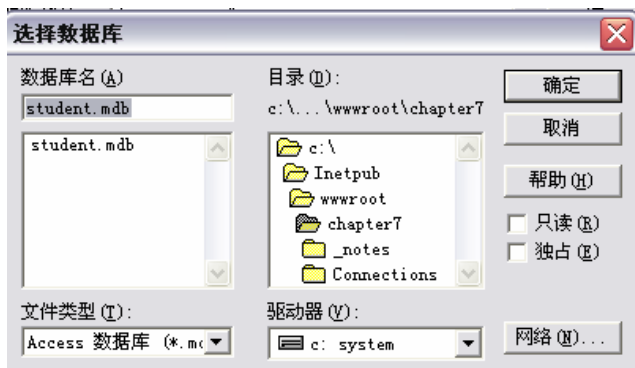 选择数据库
数据库名(A)
student.mdb
student.mdb
文件类型(T):
Access 数据库 (*.m
目录(D):
c:\...\wwwroot\chapter7
c:\
Inetpub
wwwroot
chapter7
_notes
Connections
驱动器(V):
c: system
确定
取消
帮助(H)
只读(R)
独占(E)
网络(N)...